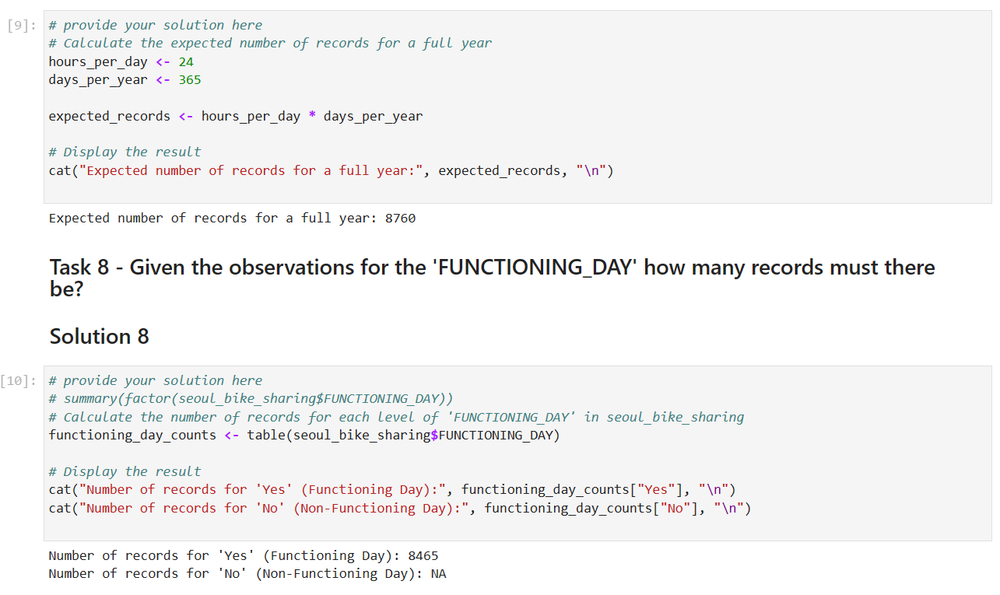 [9]:
# provide your solution here
# Calculate the expected number of records for a full year
hours_per_day <- 24
days_per_year <- 365
expected_records <- hours_per_day * days_per_year
# Display the result
cat("Expected number of records for a full year:", expected_records, "\n")
Expected number of records for a full year: 8760
Task 8 - Given the observations for the 'FUNCTIONING_DAY' how many records must there
be?
Solution 8
[10]:
# provide your solution here
# summary(factor(seoul_bike_sharing$FUNCTIONING_DAY))
# Calculate the number of records for each level of 'FUNCTIONING_DAY' in seoul_bike_sharing
functioning_day_counts <- table(seoul_bike_sharing$FUNCTIONING_DAY)
# Display the result
cat("Number of records for 'Yes' (Functioning Day):", functioning_day_counts["Yes"], "\n")
cat("Number of records for 'No' (Non-Functioning Day):", functioning_day_counts["No"], "\n")
Number of records for 'Yes' (Functioning Day): 8465
Number of records for 'No' (Non-Functioning Day): NA